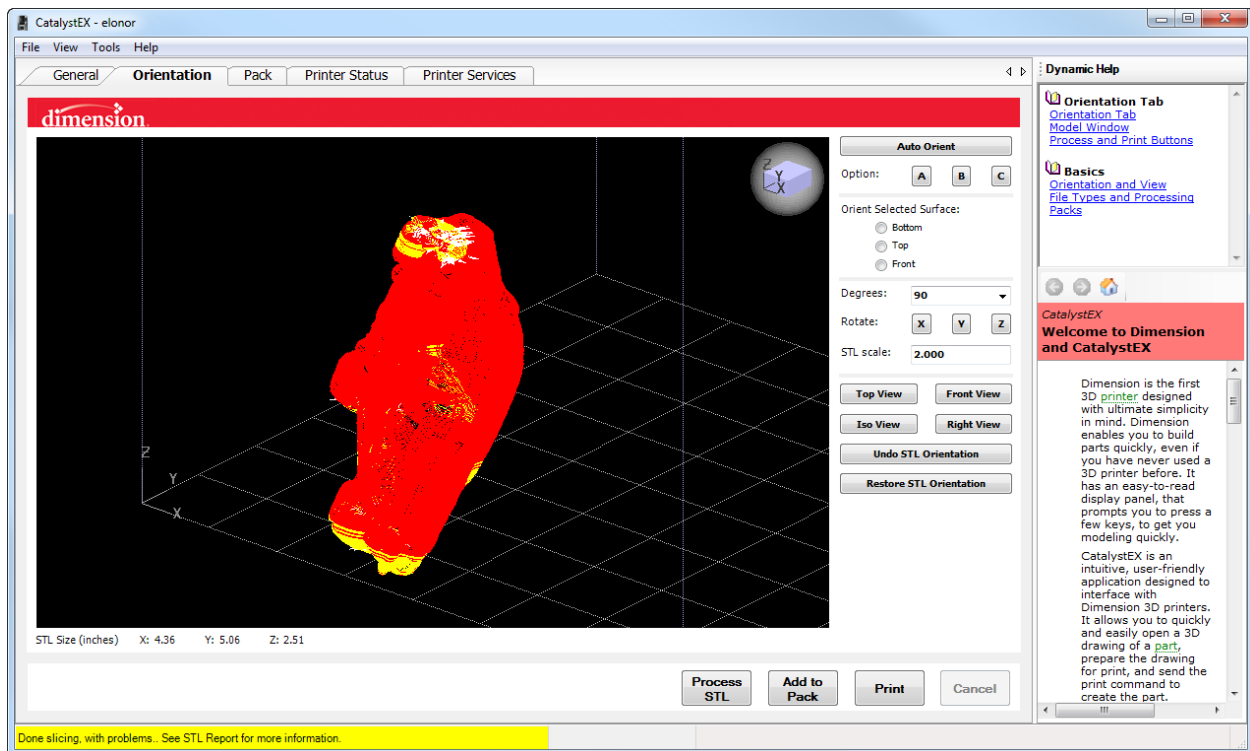 CatalystEX - elonor
File View Tools Help
General Orientation Pack Printer Status Printer Services
dimension
Z
Y
X
Z
Y
X
STL Size (inches) X: 4.36 Y: 5.06 Z: 2.51
Auto Orient
Option: A B C
Orient Selected Surface:
Bottom
Top
Front
Degrees: 90
Rotate: X Y Z
STL scale: 2.000
Top View Front View
Iso View Right View
Undo STL Orientation
Restore STL Orientation
Process STL
Add to Pack
Print
Cancel
Dynamic Help
Orientation Tab
Orientation Tab
Model Window
Process and Print Buttons
Basics
Orientation and View
File Types and Processing
Packs
CatalystEX
Welcome to Dimension
and CatalystEX
Dimension is the first
3D printer designed
with ultimate simplicity
in mind. Dimension
enables you to build
parts quickly, even if
you have never used a
3D printer before. It
has an easy-to-read
display panel, that
prompts you to press a
few keys, to get you
modeling quickly.
CatalystEX is an
intuitive, user-friendly
application designed to
interface with
Dimension 3D printers.
It allows you to quickly
and easily open a 3D
drawing of a part,
prepare the drawing
for print, and send the
print command to
create the part.
Done slicing, with problems.. See STL Report for more information.